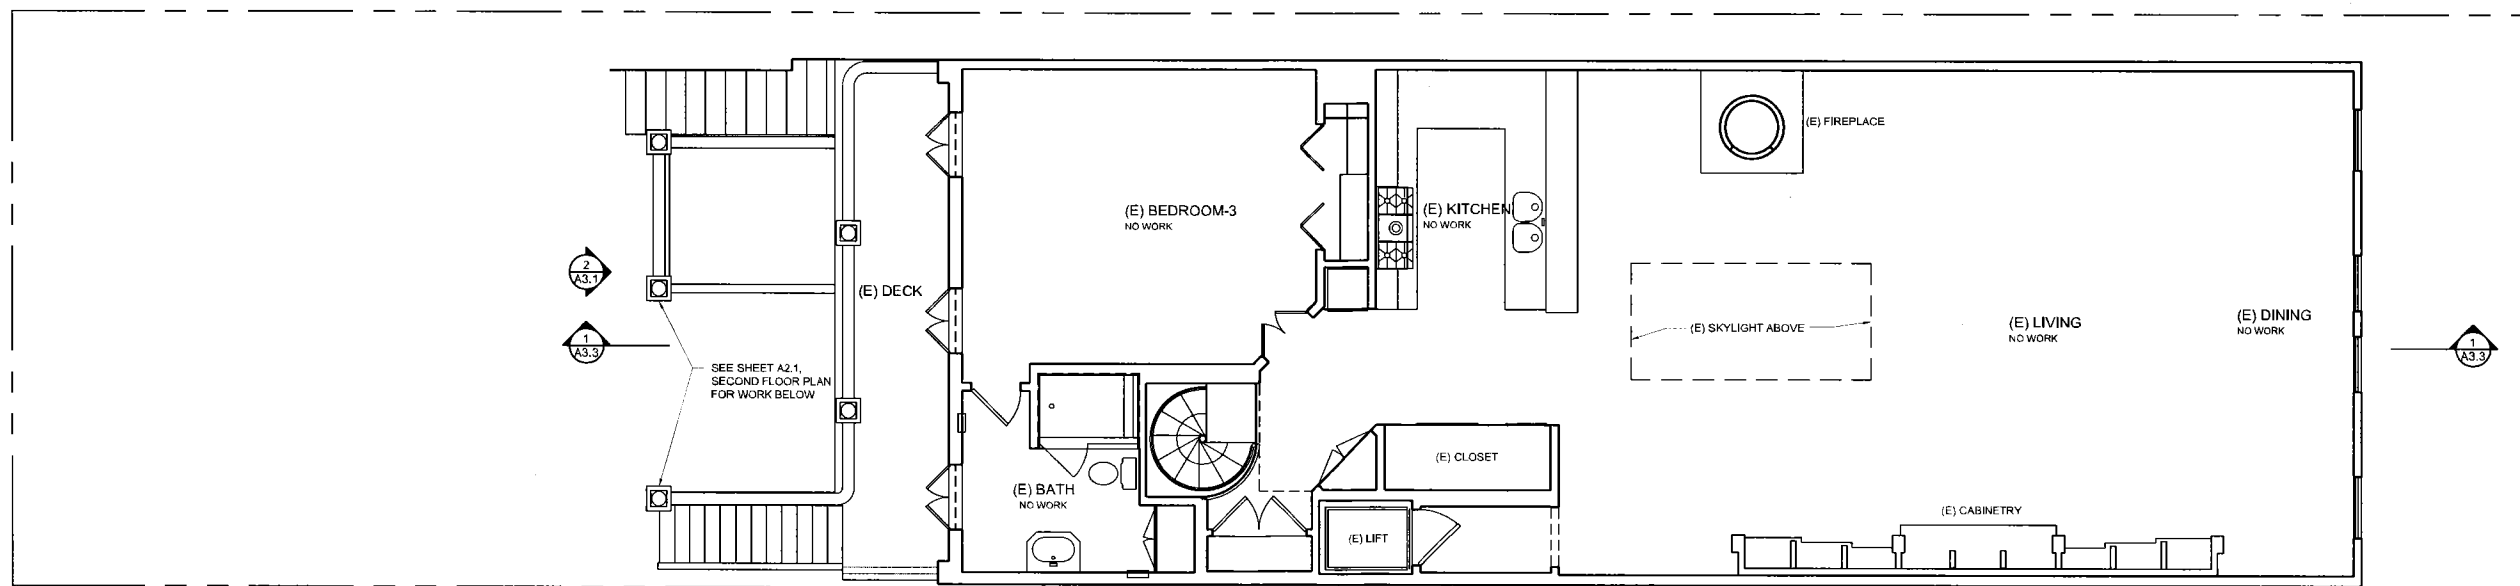 (E) FIREPLACE
(E) BEDROOM-3
NO WORK
(E) KITCHEN
NO WORK
2
A3.1
(E) DECK
1
A3.3
(E) SKYLIGHT ABOVE
(E) LIVING
NO WORK
(E) DINING
NO WORK
1
A3.3
SEE SHEET A2.1,
SECOND FLOOR PLAN
FOR WORK BELOW
(E) CLOSET
(E) BATH
NO WORK
(E) LIFT
(E) CABINETRY